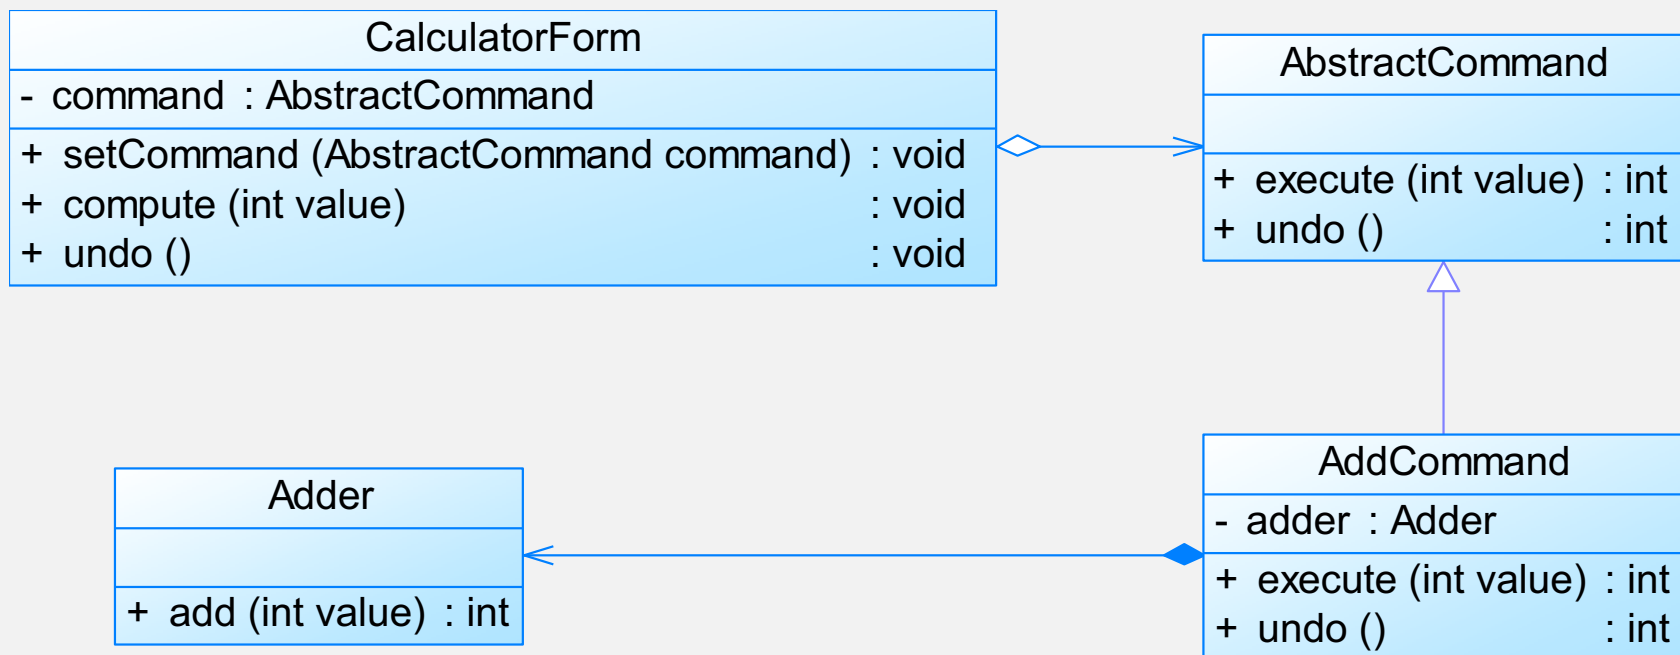 CalculatorForm
- command : AbstractCommand
+ setCommand (AbstractCommand command) : void
+ compute (int value) : void
+ undo () : void
AbstractCommand
+ execute (int value) : int
+ undo () : int
Adder
+ add (int value) : int
AddCommand
- adder : Adder
+ execute (int value) : int
+ undo () : int